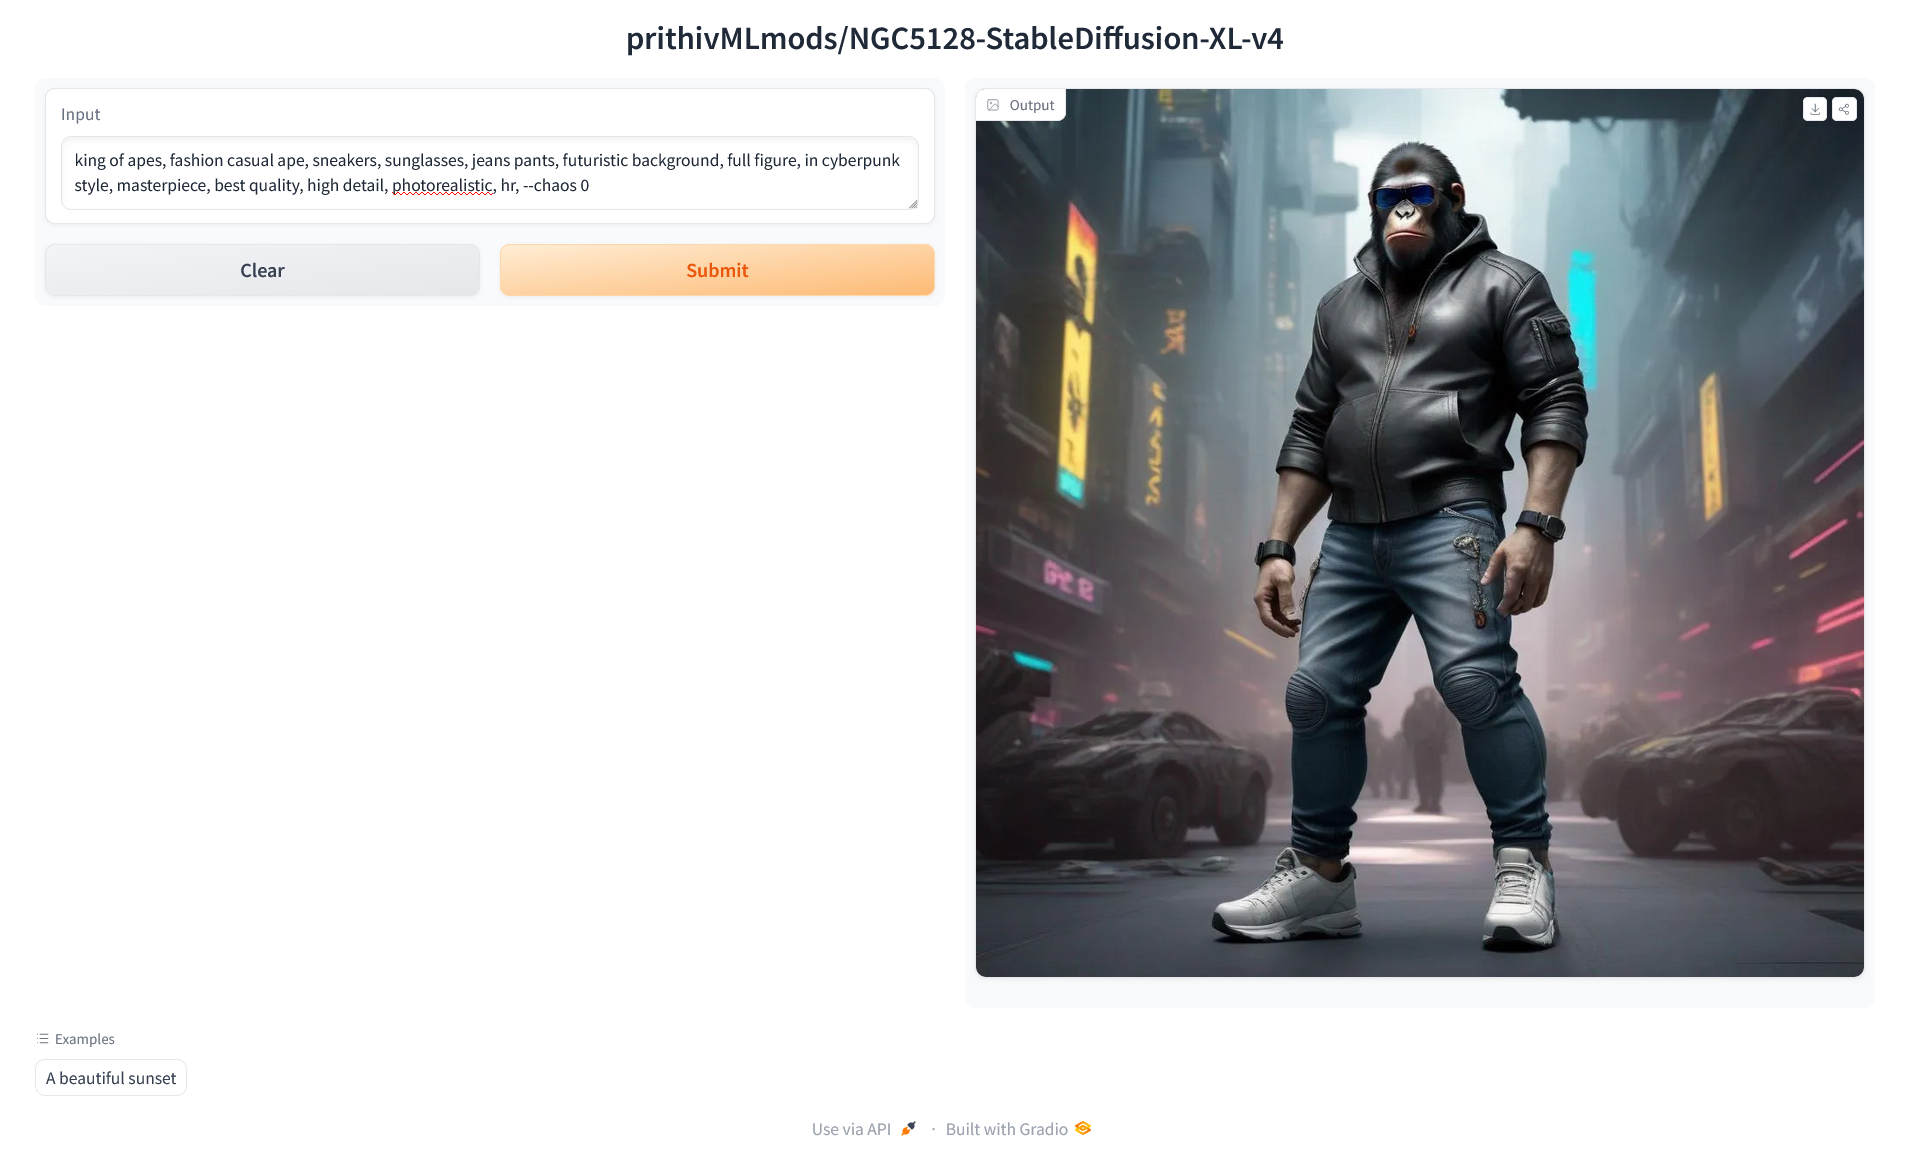 prithivMLmods/NGC5128-StableDiffusion-XL-v4
Input
king of apes, fashion casual ape, sneakers, sunglasses, jeans pants, futuristic background, full figure, in cyberpunk
style, masterpiece, best quality, high detail, photorealistic, hr, --chaos 0
Clear
Submit
Output
Examples
A beautiful sunset
Use via API 🚀 · Built with Gradio